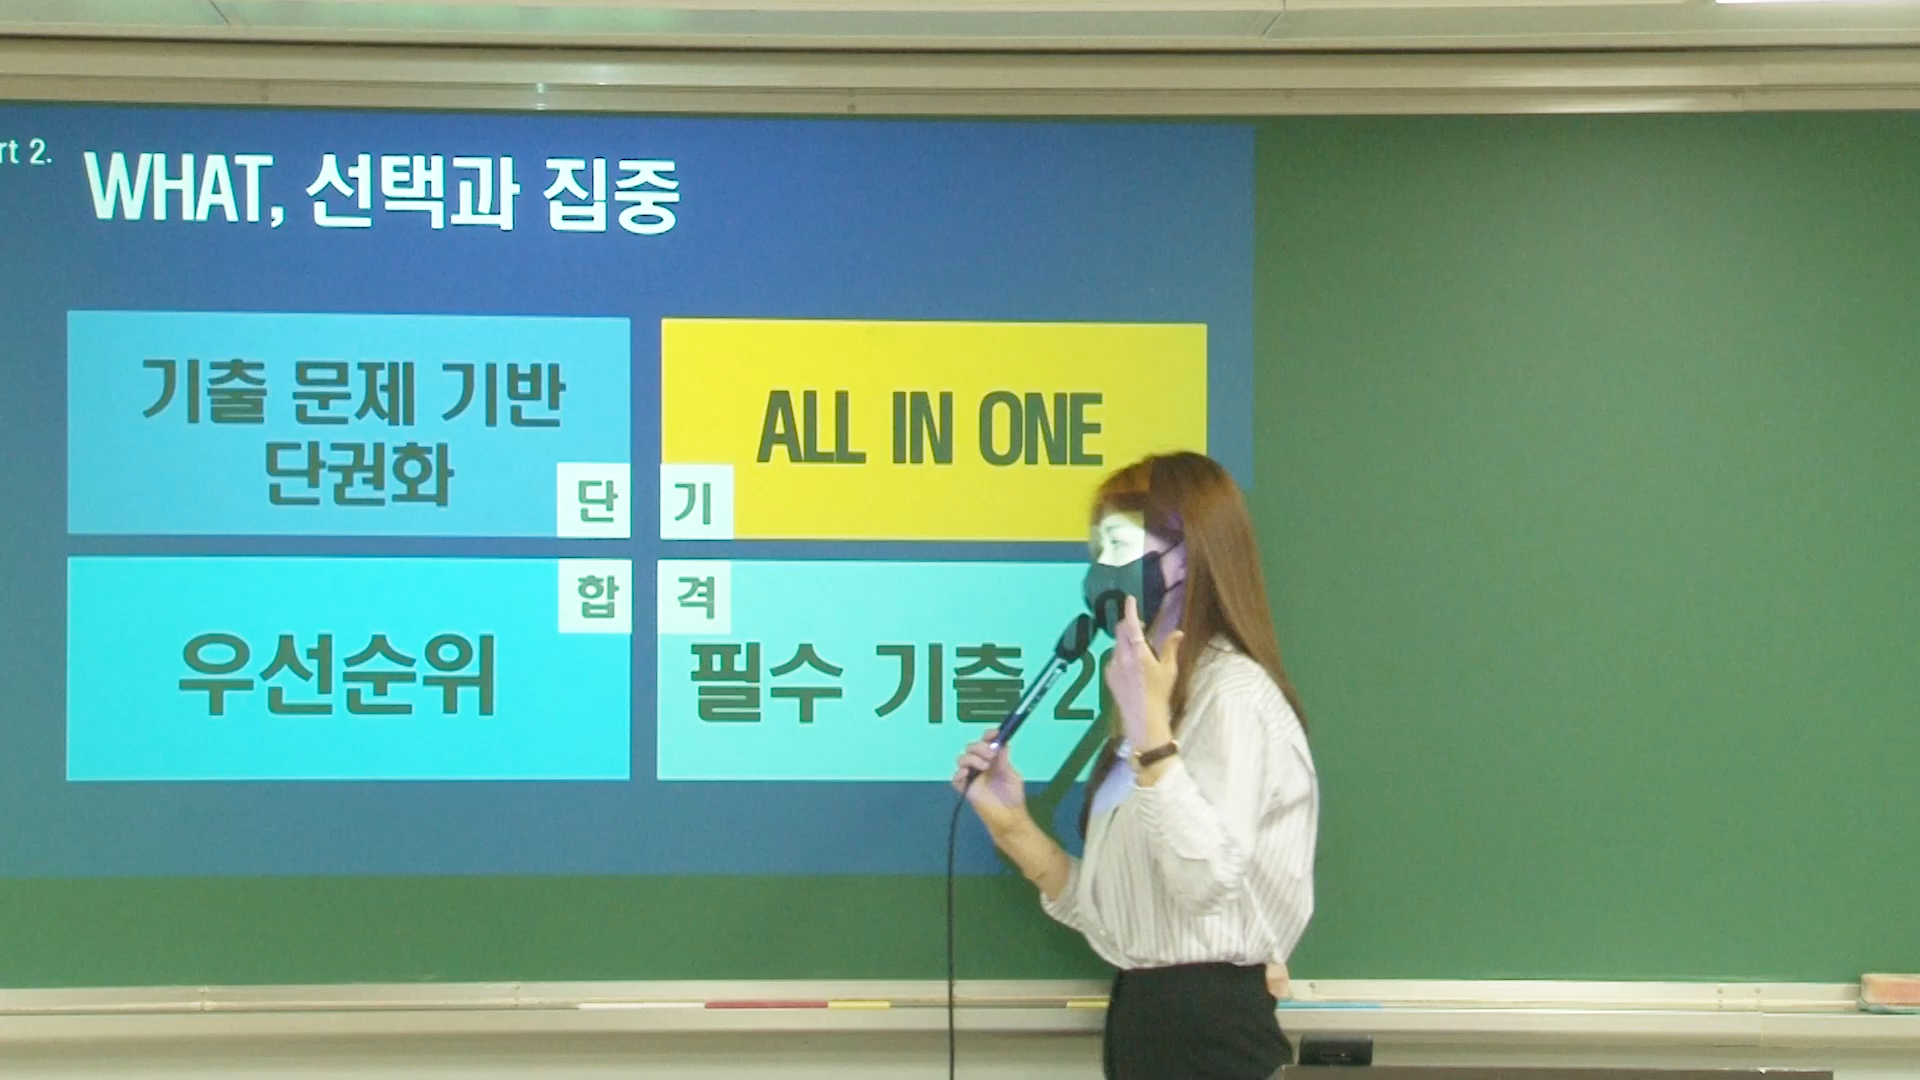 rt 2.
WHAT, 선택과 집중
기출 문제 기반
단권화
ALL IN ONE
단 기
합 격
우선순위
필수 기출